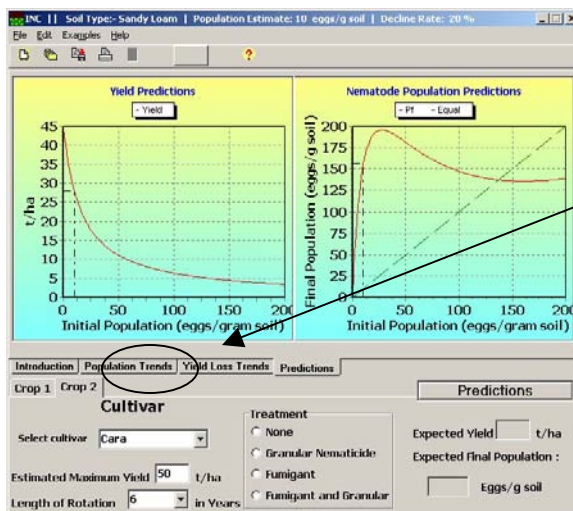 INC || Soil Type:- Sandy Loam | Population Estimate: 10 eggs/g soil | Decline Rate: 20 %
File Edit Examples Help
?
Yield Predictions
- Yield
45
40
35
30
25
20
15
10
5
0
t/ha
0 50 100 150 200
Initial Population (eggs/gram soil)
Nematode Population Predictions
- Pf - Equal
200
175
150
125
100
75
50
25
0
Final Population (eggs/g soil)
0 50 100 150 200
Initial Population (eggs/gram soil)
Introduction Population Trends Yield Loss Trends Predictions
Crop 1 Crop 2
Cultivar
Select cultivar Cara
Estimated Maximum Yield 50 t/ha
Length of Rotation 6 in Years
Treatment
None
Granular Nematicide
Fumigant
Fumigant and Granular
Predictions
Expected Yield t/ha
Expected Final Population :
Eggs/g soil